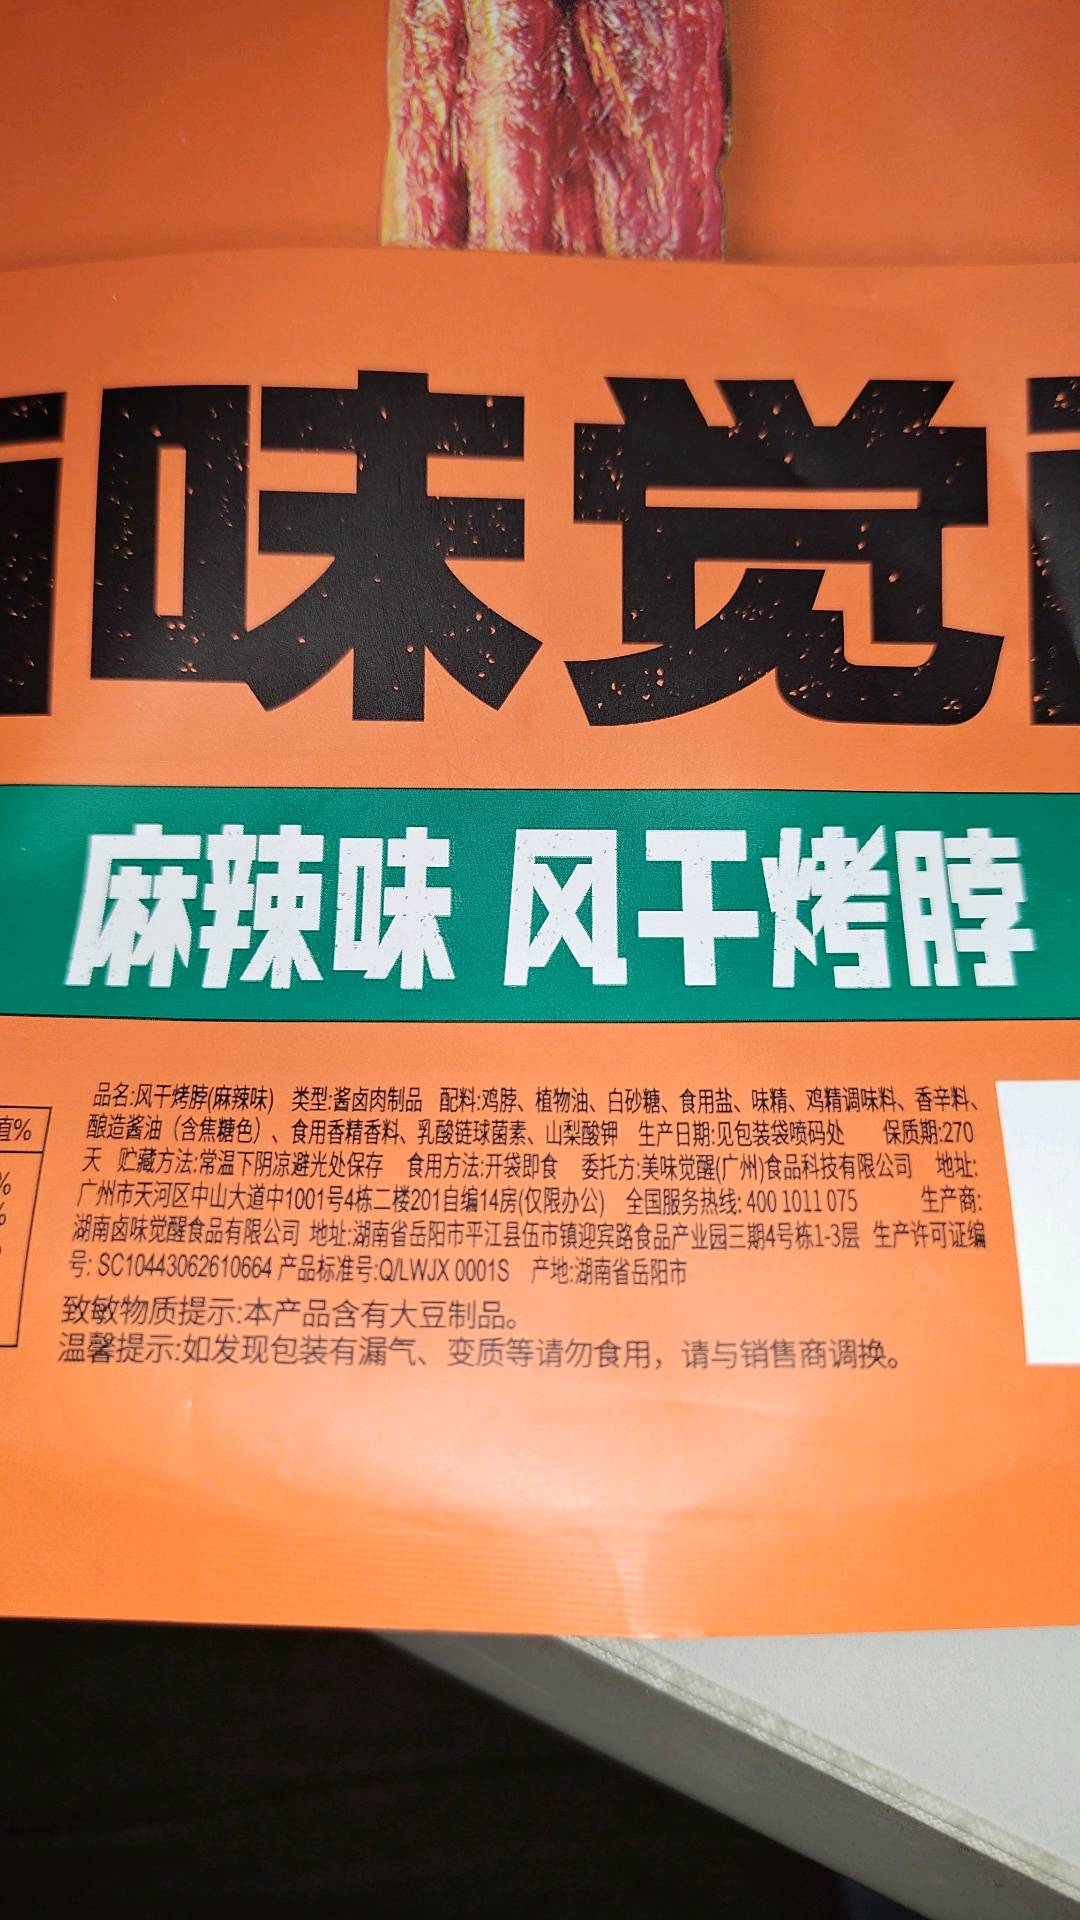 味觉
麻辣味 风干烤脖
品名:风干烤脖(麻辣味) 类型:酱卤肉制品 配料:鸡脖、植物油、白砂糖、食用盐、味精、鸡精调味料、香辛料、
酿造酱油（含焦糖色）、食用香精香料、乳酸链球菌素、山梨酸钾 生产日期:见包装袋喷码处 保质期:270
天 贮藏方法:常温下阴凉避光处保存 食用方法:开袋即食 委托方:美味觉醒(广州)食品科技有限公司 地址:
广州市天河区中山大道中1001号4栋二楼201自编14房(仅限办公) 全国服务热线: 400 1011 075 生产商:
湖南卤味觉醒食品有限公司 地址:湖南省岳阳市平江县伍市镇迎宾路食品产业园三期4号栋1-3层 生产许可证编
号: SC10443062610664 产品标准号:Q/LWJX 0001S 产地:湖南省岳阳市
致敏物质提示:本产品含有大豆制品。
温馨提示:如发现包装有漏气、变质等请勿食用，请与销售商调换。
值%
%
%